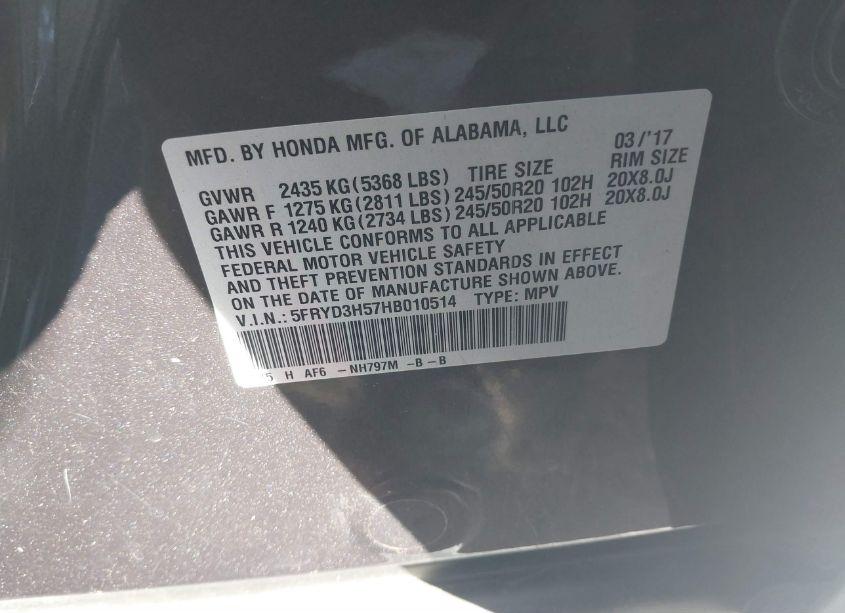 MFD. BY HONDA MFG. OF ALABAMA, LLC 03/'17
GVWR 2435 KG(5368 LBS) TIRE SIZE RIM SIZE
GAWR F 1275 KG(2811 LBS) 245/50R20 102H 20X8.0J
GAWR R 1240 KG(2734 LBS) 245/50R20 102H 20X8.0J
THIS VEHICLE CONFORMS TO ALL APPLICABLE
FEDERAL MOTOR VEHICLE SAFETY
AND THEFT PREVENTION STANDARDS IN EFFECT
ON THE DATE OF MANUFACTURE SHOWN ABOVE.
V.I.N.: 5FRYD3H57HB010514 TYPE: MPV
H AF6 -NH797M -B-B